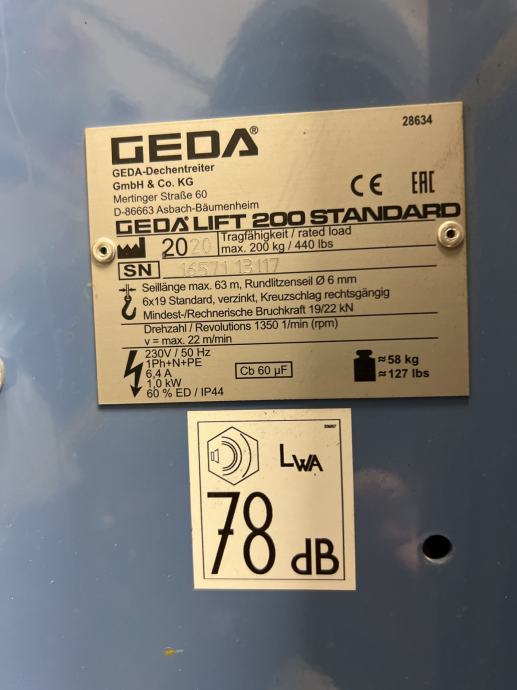 28634
GEDA®
GEDA-Dechentreiter
GmbH & Co. KG
Mertinger Straße 60
D-86663 Asbach-Bäumenheim
CE EAC
GEDA® LIFT 200 STANDARD
2020 Tragfähigkeit / rated load
max. 200 kg / 440 lbs
SN 16571 13117
Seillänge max. 63 m, Rundlitzenseil Ø 6 mm
6x19 Standard, verzinkt, Kreuzschlag rechtsgängig
Mindest-/Rechnerische Bruchkraft 19/22 kN
Drehzahl / Revolutions 1350 1/min (rpm)
v = max. 22 m/min
230V / 50 Hz
1Ph+N+PE
6,4 A
1,0 kW
60 % ED / IP44
Cb 60 µF
≈ 58 kg
≈ 127 lbs
LWA
78 dB